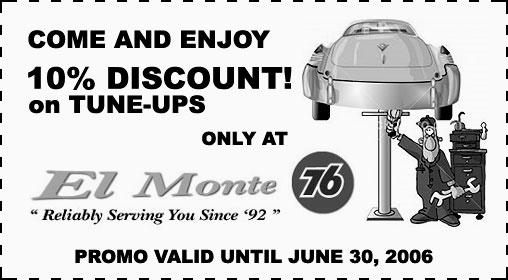 COME AND ENJOY
10% DISCOUNT!
on TUNE-UPS
ONLY AT
El Monte 76
“ Reliably Serving You Since ‘92 ”
PROMO VALID UNTIL JUNE 30, 2006